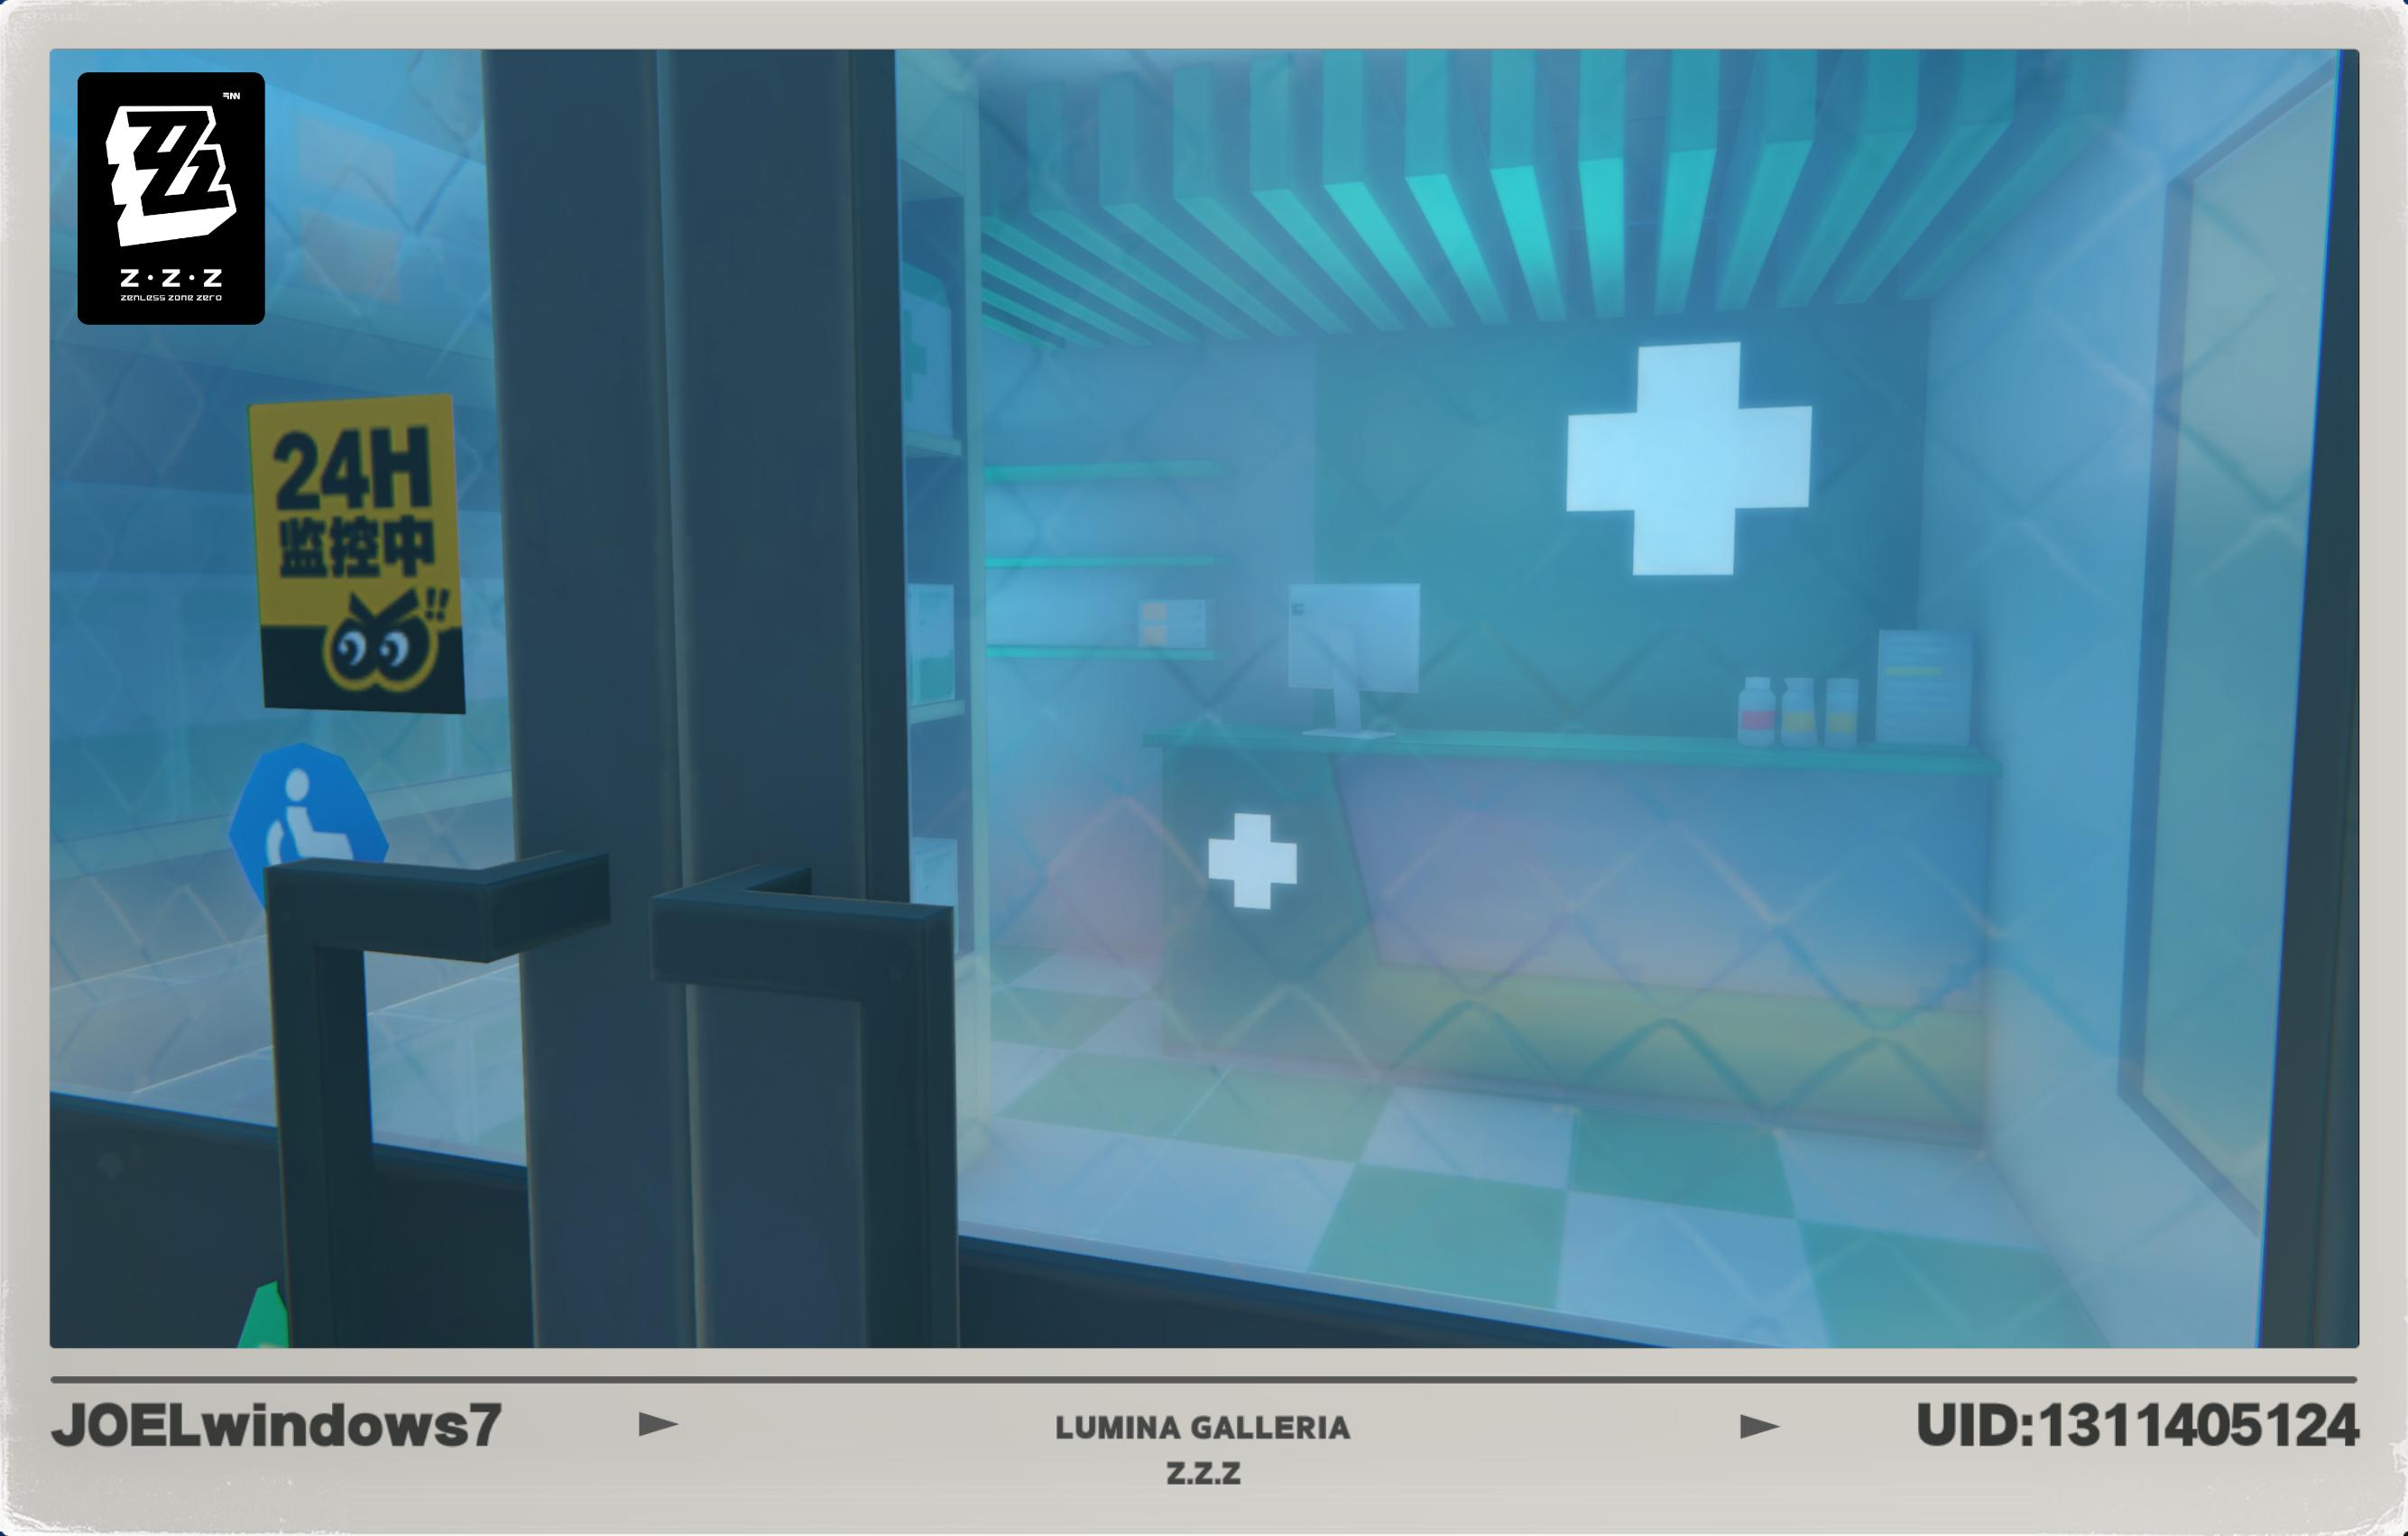 Z·Z·Z
ZENLESS ZONE ZERO
24H
监控中
!!
JOELwindows7
LUMINA GALLERIA
UID:1311405124
Z.Z.Z